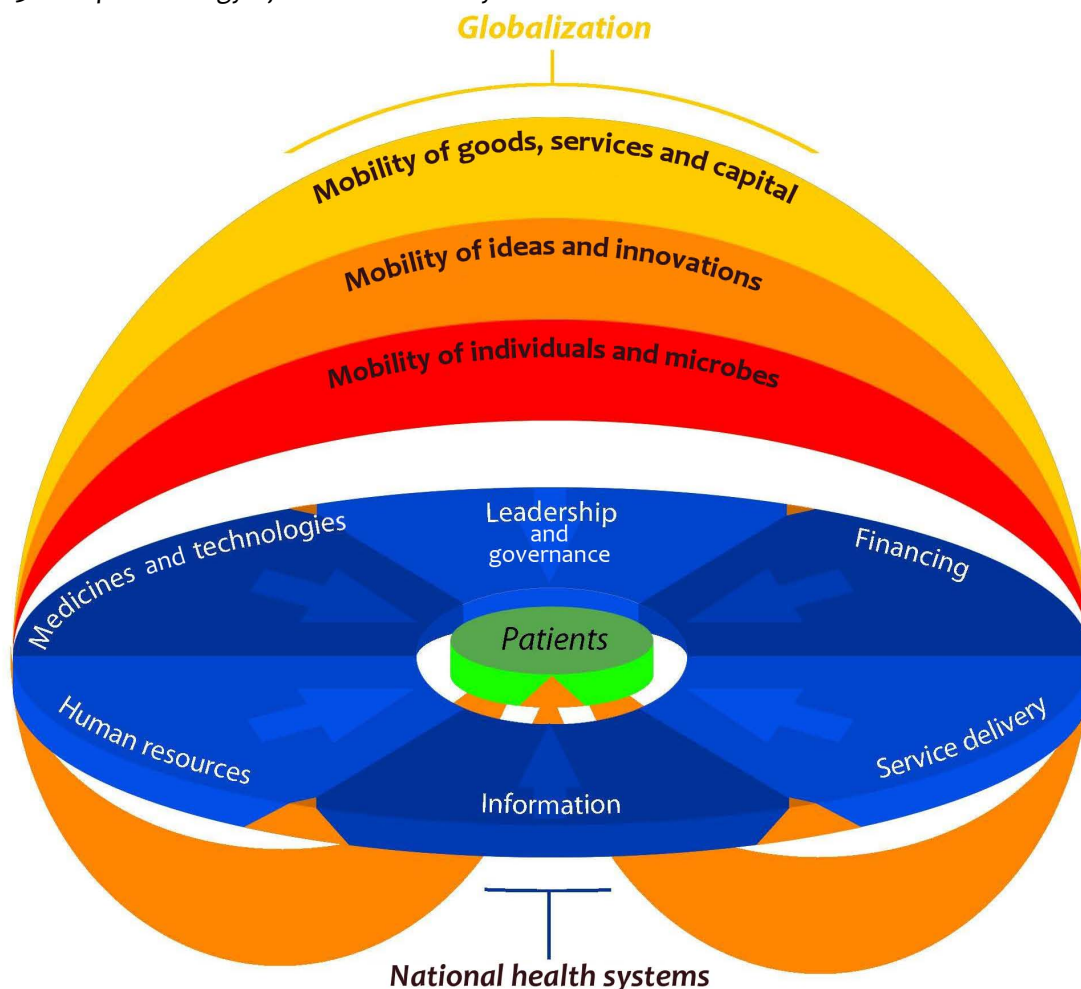 Globalization
Mobility of goods, services and capital
Mobility of ideas and innovations
Mobility of individuals and microbes
Leadership
and
governance
Medicines and technologies
Financing
Patients
Human resources
Service delivery
Information
National health systems